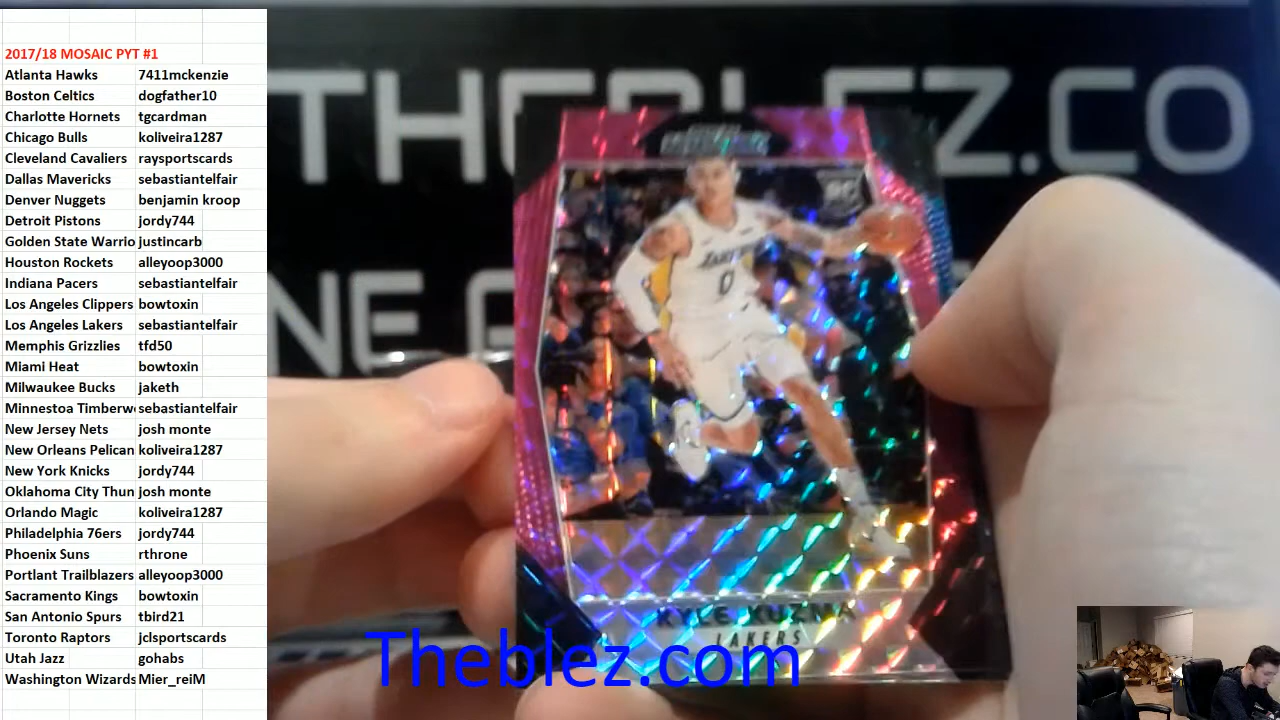 2017/18 MOSAIC PYT #1
Atlanta Hawks 7411mckenzie
Boston Celtics dogfather10
Charlotte Hornets tgcardman
Chicago Bulls koliveira1287
Cleveland Cavaliers raysportscards
Dallas Mavericks sebastiantelfair
Denver Nuggets benjamin kroop
Detroit Pistons jordy744
Golden State Warrio justincarb
Houston Rockets alleyoop3000
Indiana Pacers sebastiantelfair
Los Angeles Clippers bowtoxin
Los Angeles Lakers sebastiantelfair
Memphis Grizzlies tfd50
Miami Heat bowtoxin
Milwaukee Bucks jaketh
Minnestoa Timberw sebastiantelfair
New Jersey Nets josh monte
New Orleans Pelican koliveira1287
New York Knicks jordy744
Oklahoma City Thun josh monte
Orlando Magic koliveira1287
Philadelphia 76ers jordy744
Phoenix Suns rthrone
Portlant Trailblazers alleyoop3000
Sacramento Kings bowtoxin
San Antonio Spurs tbird21
Toronto Raptors jclsportscards
Utah Jazz gohabs
Washington Wizards Mier_reiM
THEBLEZ.CO
NE G
RC
LAKERS
0
KYLE KUZMA
LAKERS
Theblez.com